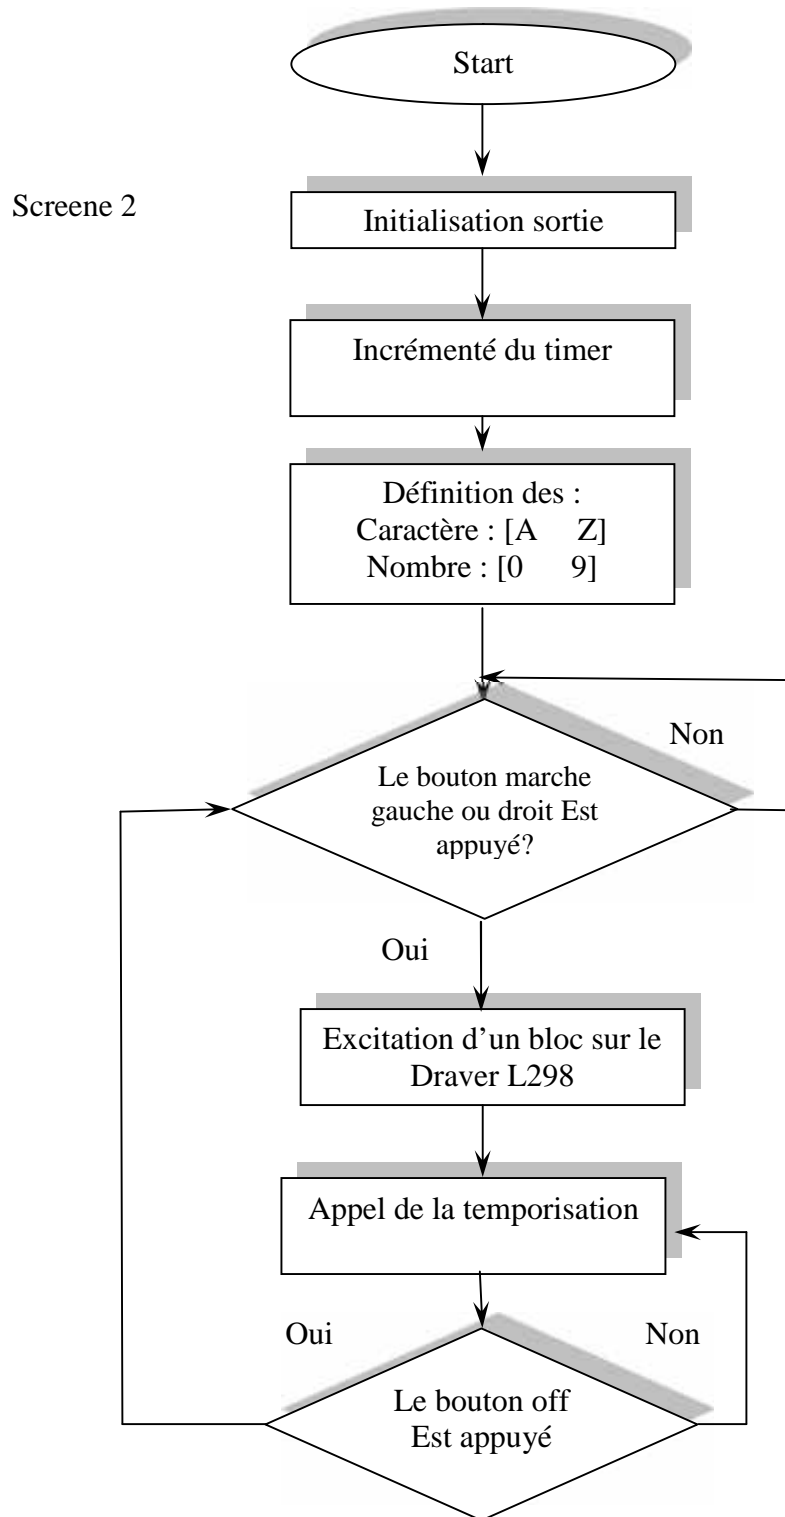 Start
Screene 2
Initialisation sortie
Incrémenté du timer
Définition des :
Caractère : [A Z]
Nombre : [0 9]
Non
Le bouton marche
gauche ou droit Est
appuyé?
Oui
Excitation d’un bloc sur le
Draver L298
Appel de la temporisation
Oui
Non
Le bouton off
Est appuyé